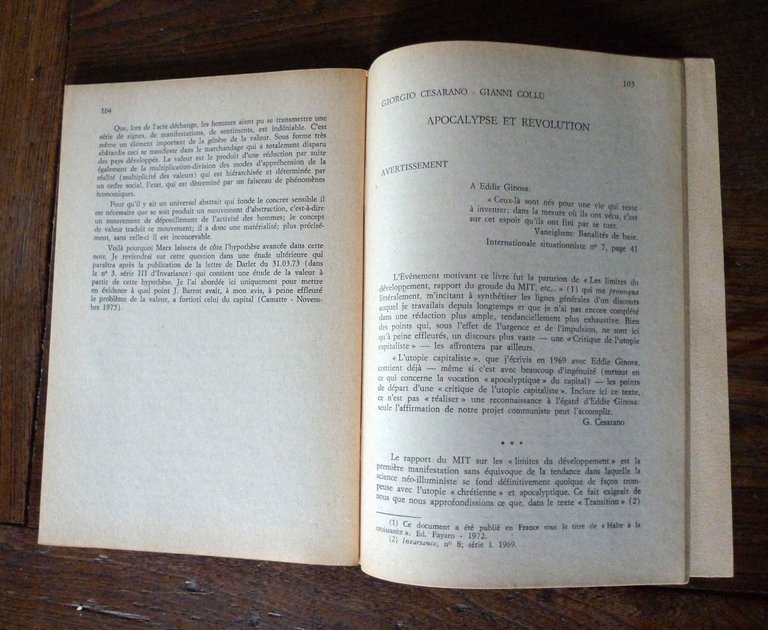 104
Que, lors de l'acte déchange, les hommes aient pu se transmettre une
série de signes, de manifestations, de sentiments, est indéniable. C'est
même un élément important de la génèse de la valeur. Sous forme très
abâtardie ceci se manifeste dans le marchandage qui a totalement disparu
des pays développés. La valeur est le produit d'une réduction par suite
également de la multiplication-division des modes d'appréhension de la
réalité (multiplicité des valeurs) qui est hiérarchisée et déterminée par
un ordre social, l'etat, qui est déterminé par un faisceau de phénomènes
économiques.
Pour qu'il y ait un universel abstrait qui fonde le concret sensible il
est nécessaire que se soit produit un mouvement d'abstraction, c'est-à-dire
un mouvement de dépouillement de l'activité des hommes; le concept
de valeur traduit ce mouvement; il a donc une matérialité; plus précisé-
ment, sans celle-ci il est inconcevable.
Voilà pourquoi Marx laissera de côté l'hypothèse avancée dans cette
note. Je reviendrai sur cette question dans une étude ultérieure qui
paraîtra après la publication de la lettre de Darlet du 31.03.73 (dans
le n° 3, série III d'Invariance) qui contient une étude de la valeur à
partir de cette hypothèse. Je l'ai abordée ici uniquement pour mettre
en évidence à quel point J. Barrot avait, à mon avis, à peine effleuré
le problème de la valeur, a fortiori celui du capital (Camatte - Novem-
bre 1975).
105
GIORGIO CESARANO - GIANNI COLLU
APOCALYPSE ET REVOLUTION
AVERTISSEMENT
A Eddie Ginosa:
« Ceux-là sont nés pour une vie qui reste
à inventer; dans la mesure où ils ont vécu, c'est
sur cet espoir qu'ils ont fini par se tuer.
Vaneighem: Banalités de base.
Internationale situationniste n° 7, page 41
L'Evènement motivant ce livre fut la parution de « Les limites do
développement, rapport du groude du MIT, etc... » (1) qui me provoqua
littéralement, m'incitant à synthétiser les lignes générales d'un discours
auquel je travailais depuis longtemps et que je n'ai pas encore complété
dans une rédaction plus ample, tendanciellement plus exhaustive. Bien
des points qui, sous l'effet de l'urgence et de l'impulsion, ne sont ici
qu'à peine effleurés, un discours plus vaste — une « Critique de l'utopie
capitaliste » — les affrontera par ailleurs.
« L'utopie capitaliste », que j'écrivis en 1969 avec Eddie Ginosa,
contient déjà — même si c'est avec beaucoup d'ingénuité (surtout en
ce qui concerne la vocation « apocalyptique » du capital) — les points
de départ d'une « critique de l'utopie capitaliste ». Inclure ici ce texte,
ce n'est pas « réaliser » une reconnaissance à l'égard d'Eddie Ginosa:
seule l'affirmation de notre projet communiste peut l'accomplir.
G. Cesarano
* * *
Le rapport du MIT sur les « limites du développement » est la
première manifestation sans équivoque de la tendance dans laquelle la
science néo-illuministe se fond définitivement quoique de façon trom-
peuse avec l'utopie « chrétienne » et apocalyptique. Ce fait exigeait de
nous que nous approfondissions ce que, dans le texte « Transition » (2)
(1) Ce document a été publié en France sous le titre de « Halte à la
croissance ». Ed. Fayaro - 1972.
(2) Invariance, n° 8; série I. 1969.